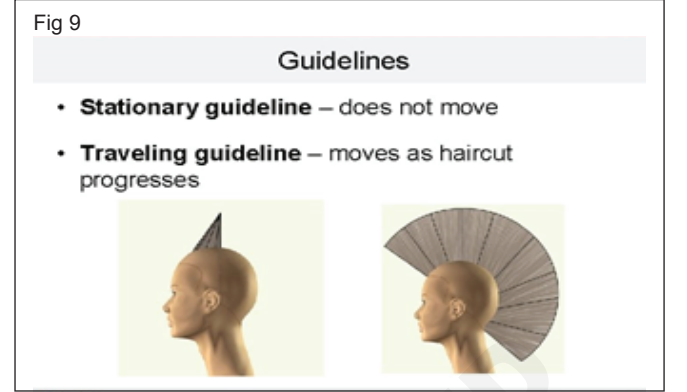 Fig 9
Guidelines
• Stationary guideline – does not move
• Traveling guideline – moves as haircut
progresses